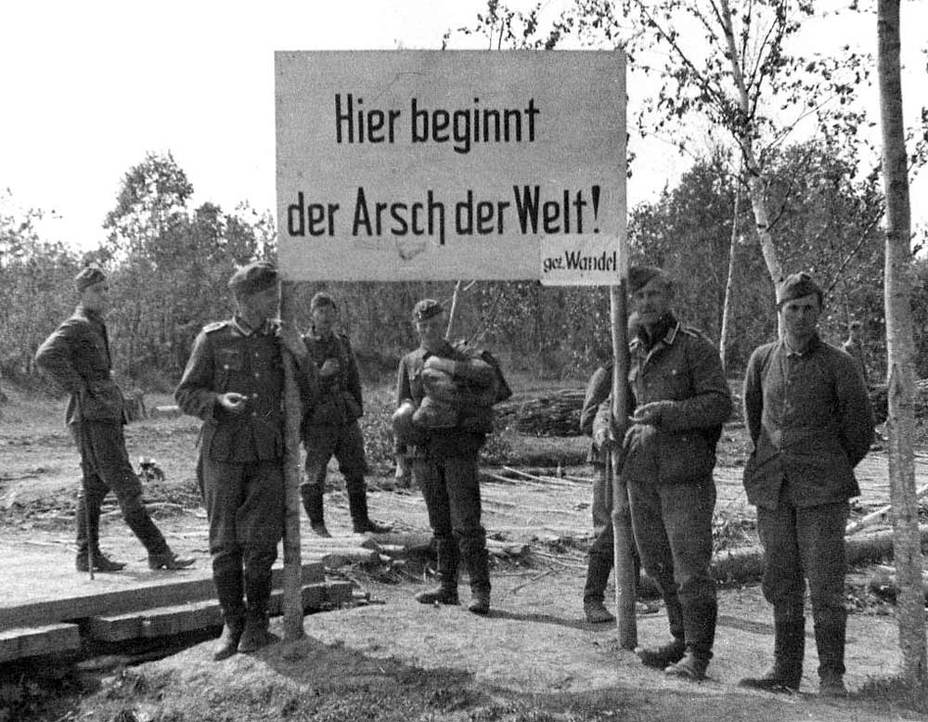 Hier beginnt
der Arsch der Welt!
gez. Wandel